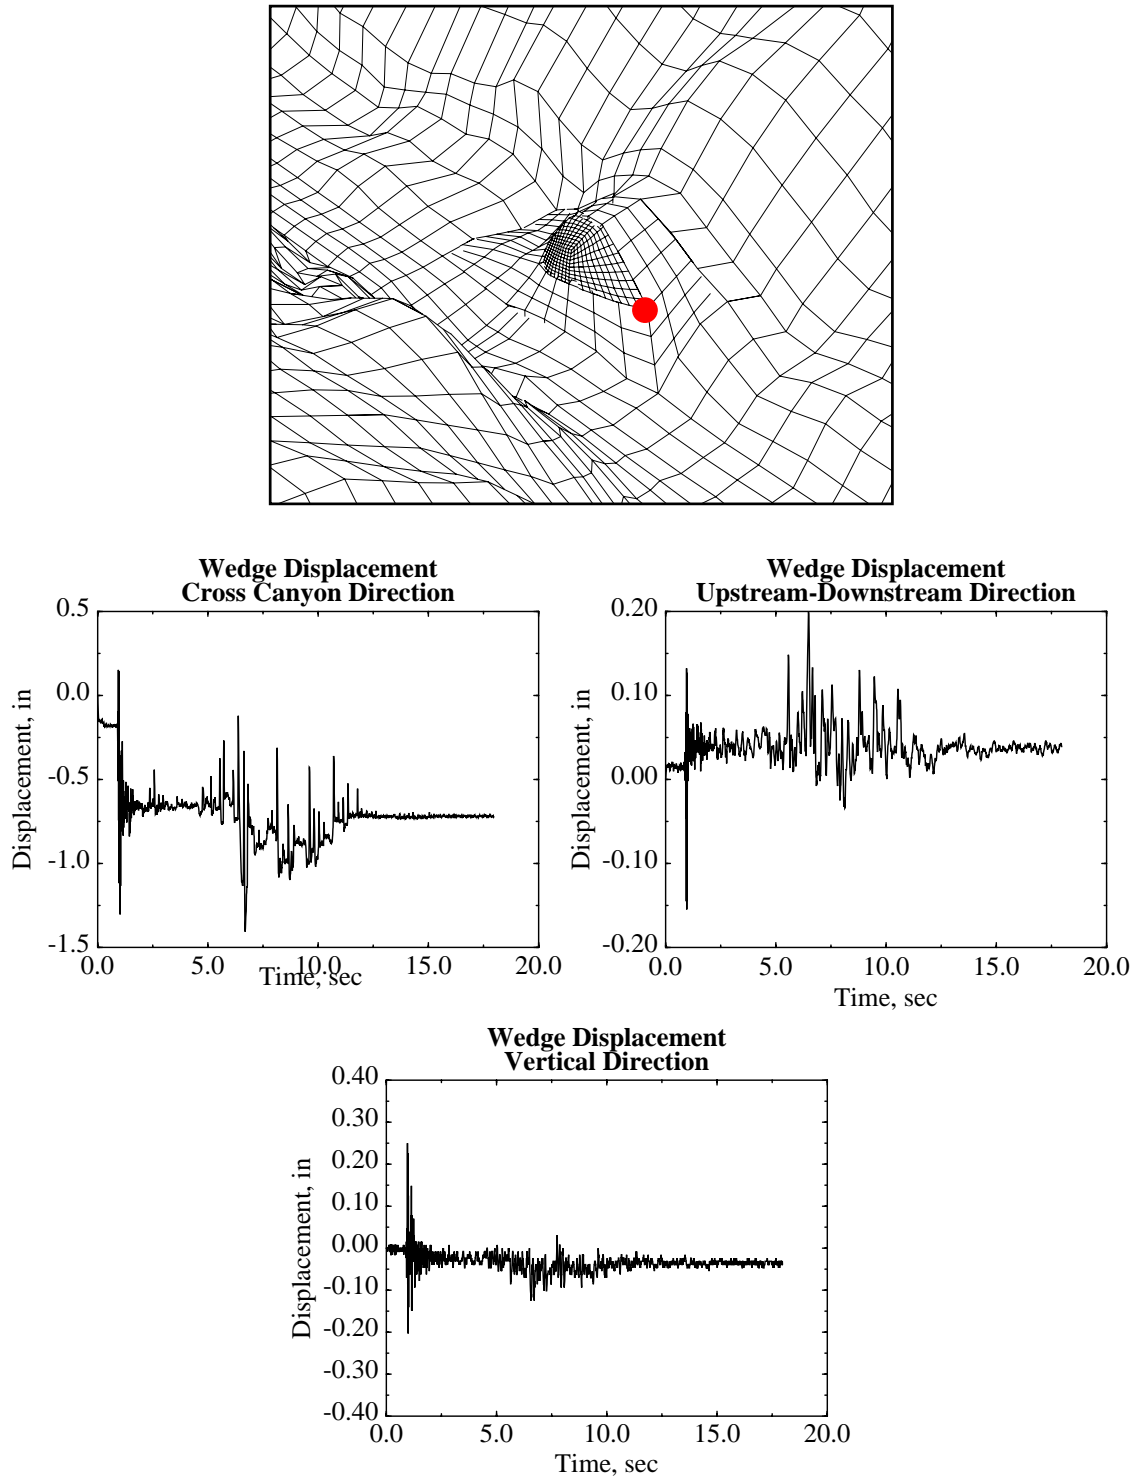 Wedge Displacement
Cross Canyon Direction
0.5
0.0
-0.5
-1.0
-1.5
Displacement, in
0.0 5.0 10.0 15.0 20.0
Time, sec
Wedge Displacement
Upstream-Downstream Direction
0.20
0.10
0.00
-0.10
-0.20
Displacement, in
0.0 5.0 10.0 15.0 20.0
Time, sec
Wedge Displacement
Vertical Direction
0.40
0.30
0.20
0.10
0.00
-0.10
-0.20
-0.30
-0.40
Displacement, in
0.0 5.0 10.0 15.0 20.0
Time, sec